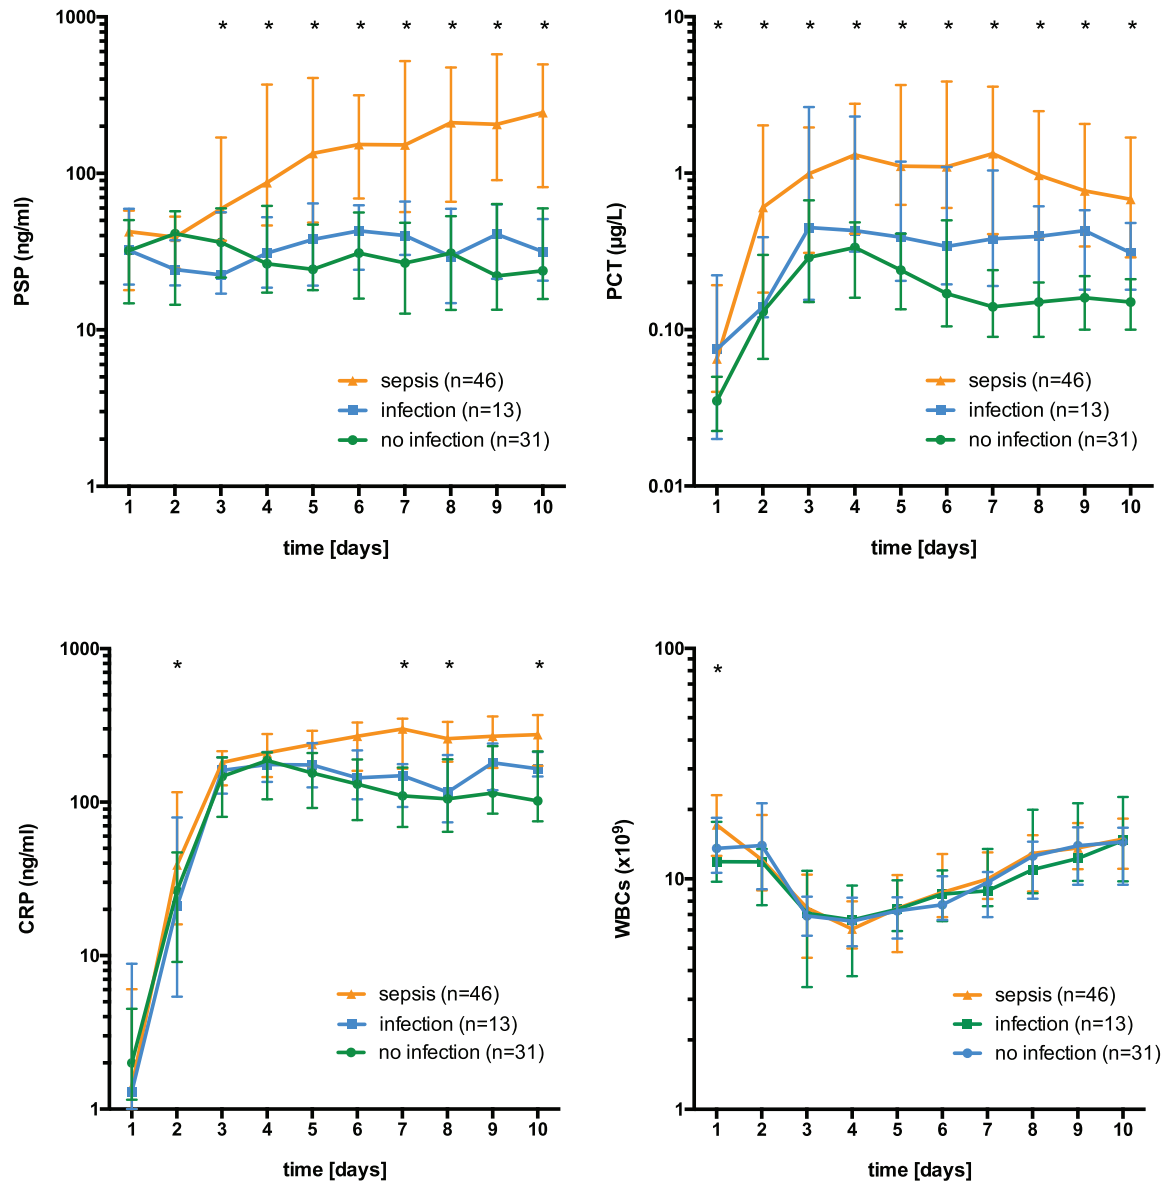 * * * * * * * *
1000
100
10
1
PSP (ng/ml)
sepsis (n=46)
infection (n=13)
no infection (n=31)
1 2 3 4 5 6 7 8 9 10
time [days]
* * * * * * * * * *
10
1
0.10
0.01
PCT (µg/L)
sepsis (n=46)
infection (n=13)
no infection (n=31)
1 2 3 4 5 6 7 8 9 10
time [days]
* * * *
1000
100
10
1
CRP (ng/ml)
sepsis (n=46)
infection (n=13)
no infection (n=31)
1 2 3 4 5 6 7 8 9 10
time [days]
*
100
10
1
WBCs (x10⁹)
sepsis (n=46)
infection (n=13)
no infection (n=31)
1 2 3 4 5 6 7 8 9 10
time [days]